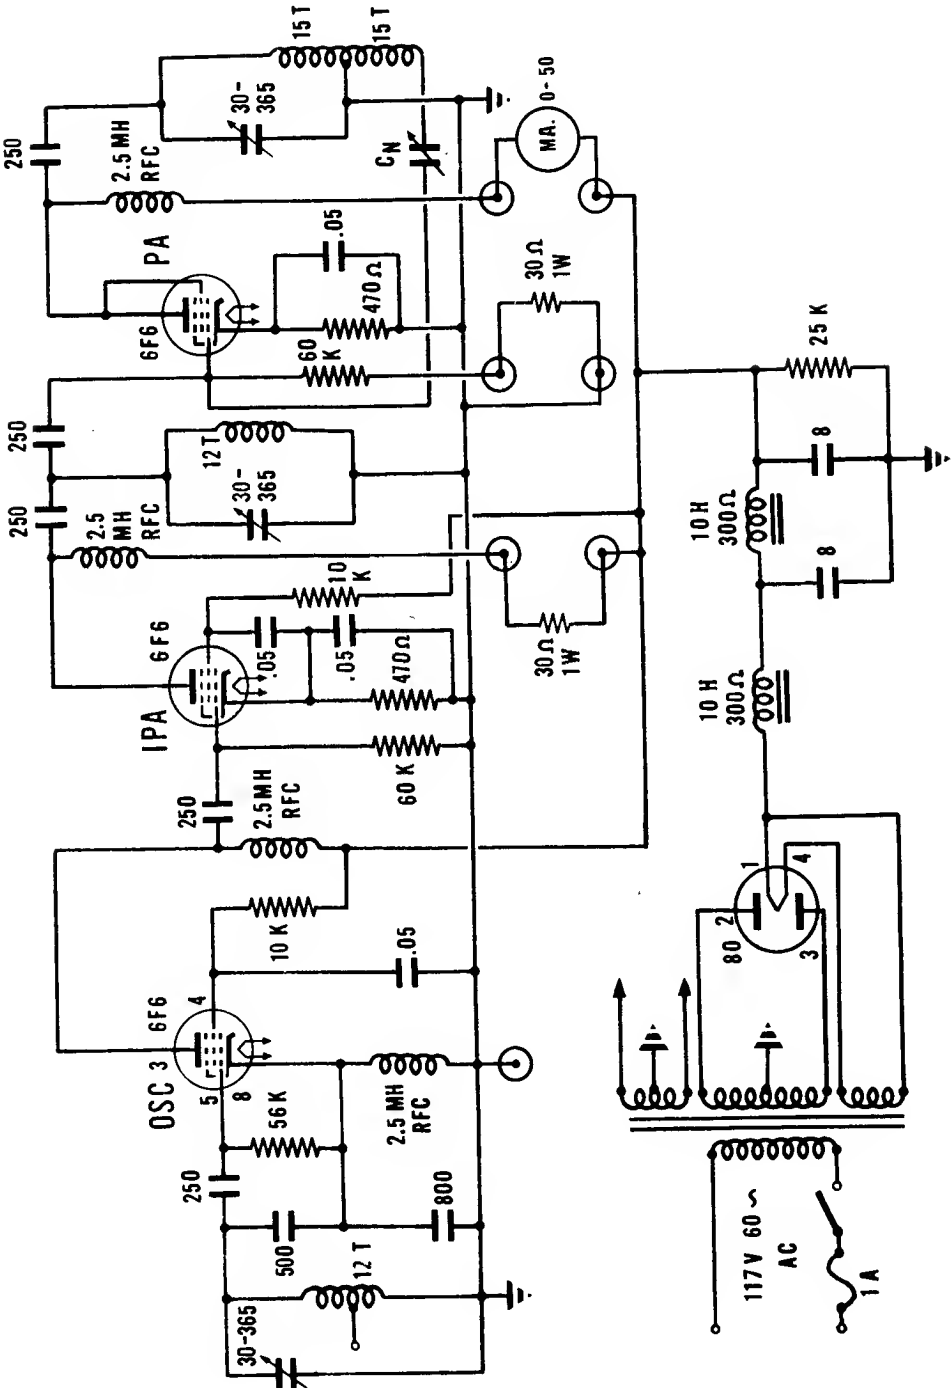 30-365
12 T
500
800
250
56 K
OSC
6F6
3
5
8
4
2.5 MH
RFC
10 K
.05
2.5 MH
RFC
250
60 K
IPA
6F6
470Ω
.05
.05
10
K
2.5
MH
RFC
250
250
30-
365
12 T
30Ω
1W
60
K
PA
6F6
470Ω
.05
2.5 MH
RFC
250
CN
30-
365
15 T
15 T
30Ω
1W
MA.
0-50
117V 60 ~
AC
1 A
80
2
3
1
4
10 H
300Ω
8
10 H
300Ω
8
25 K